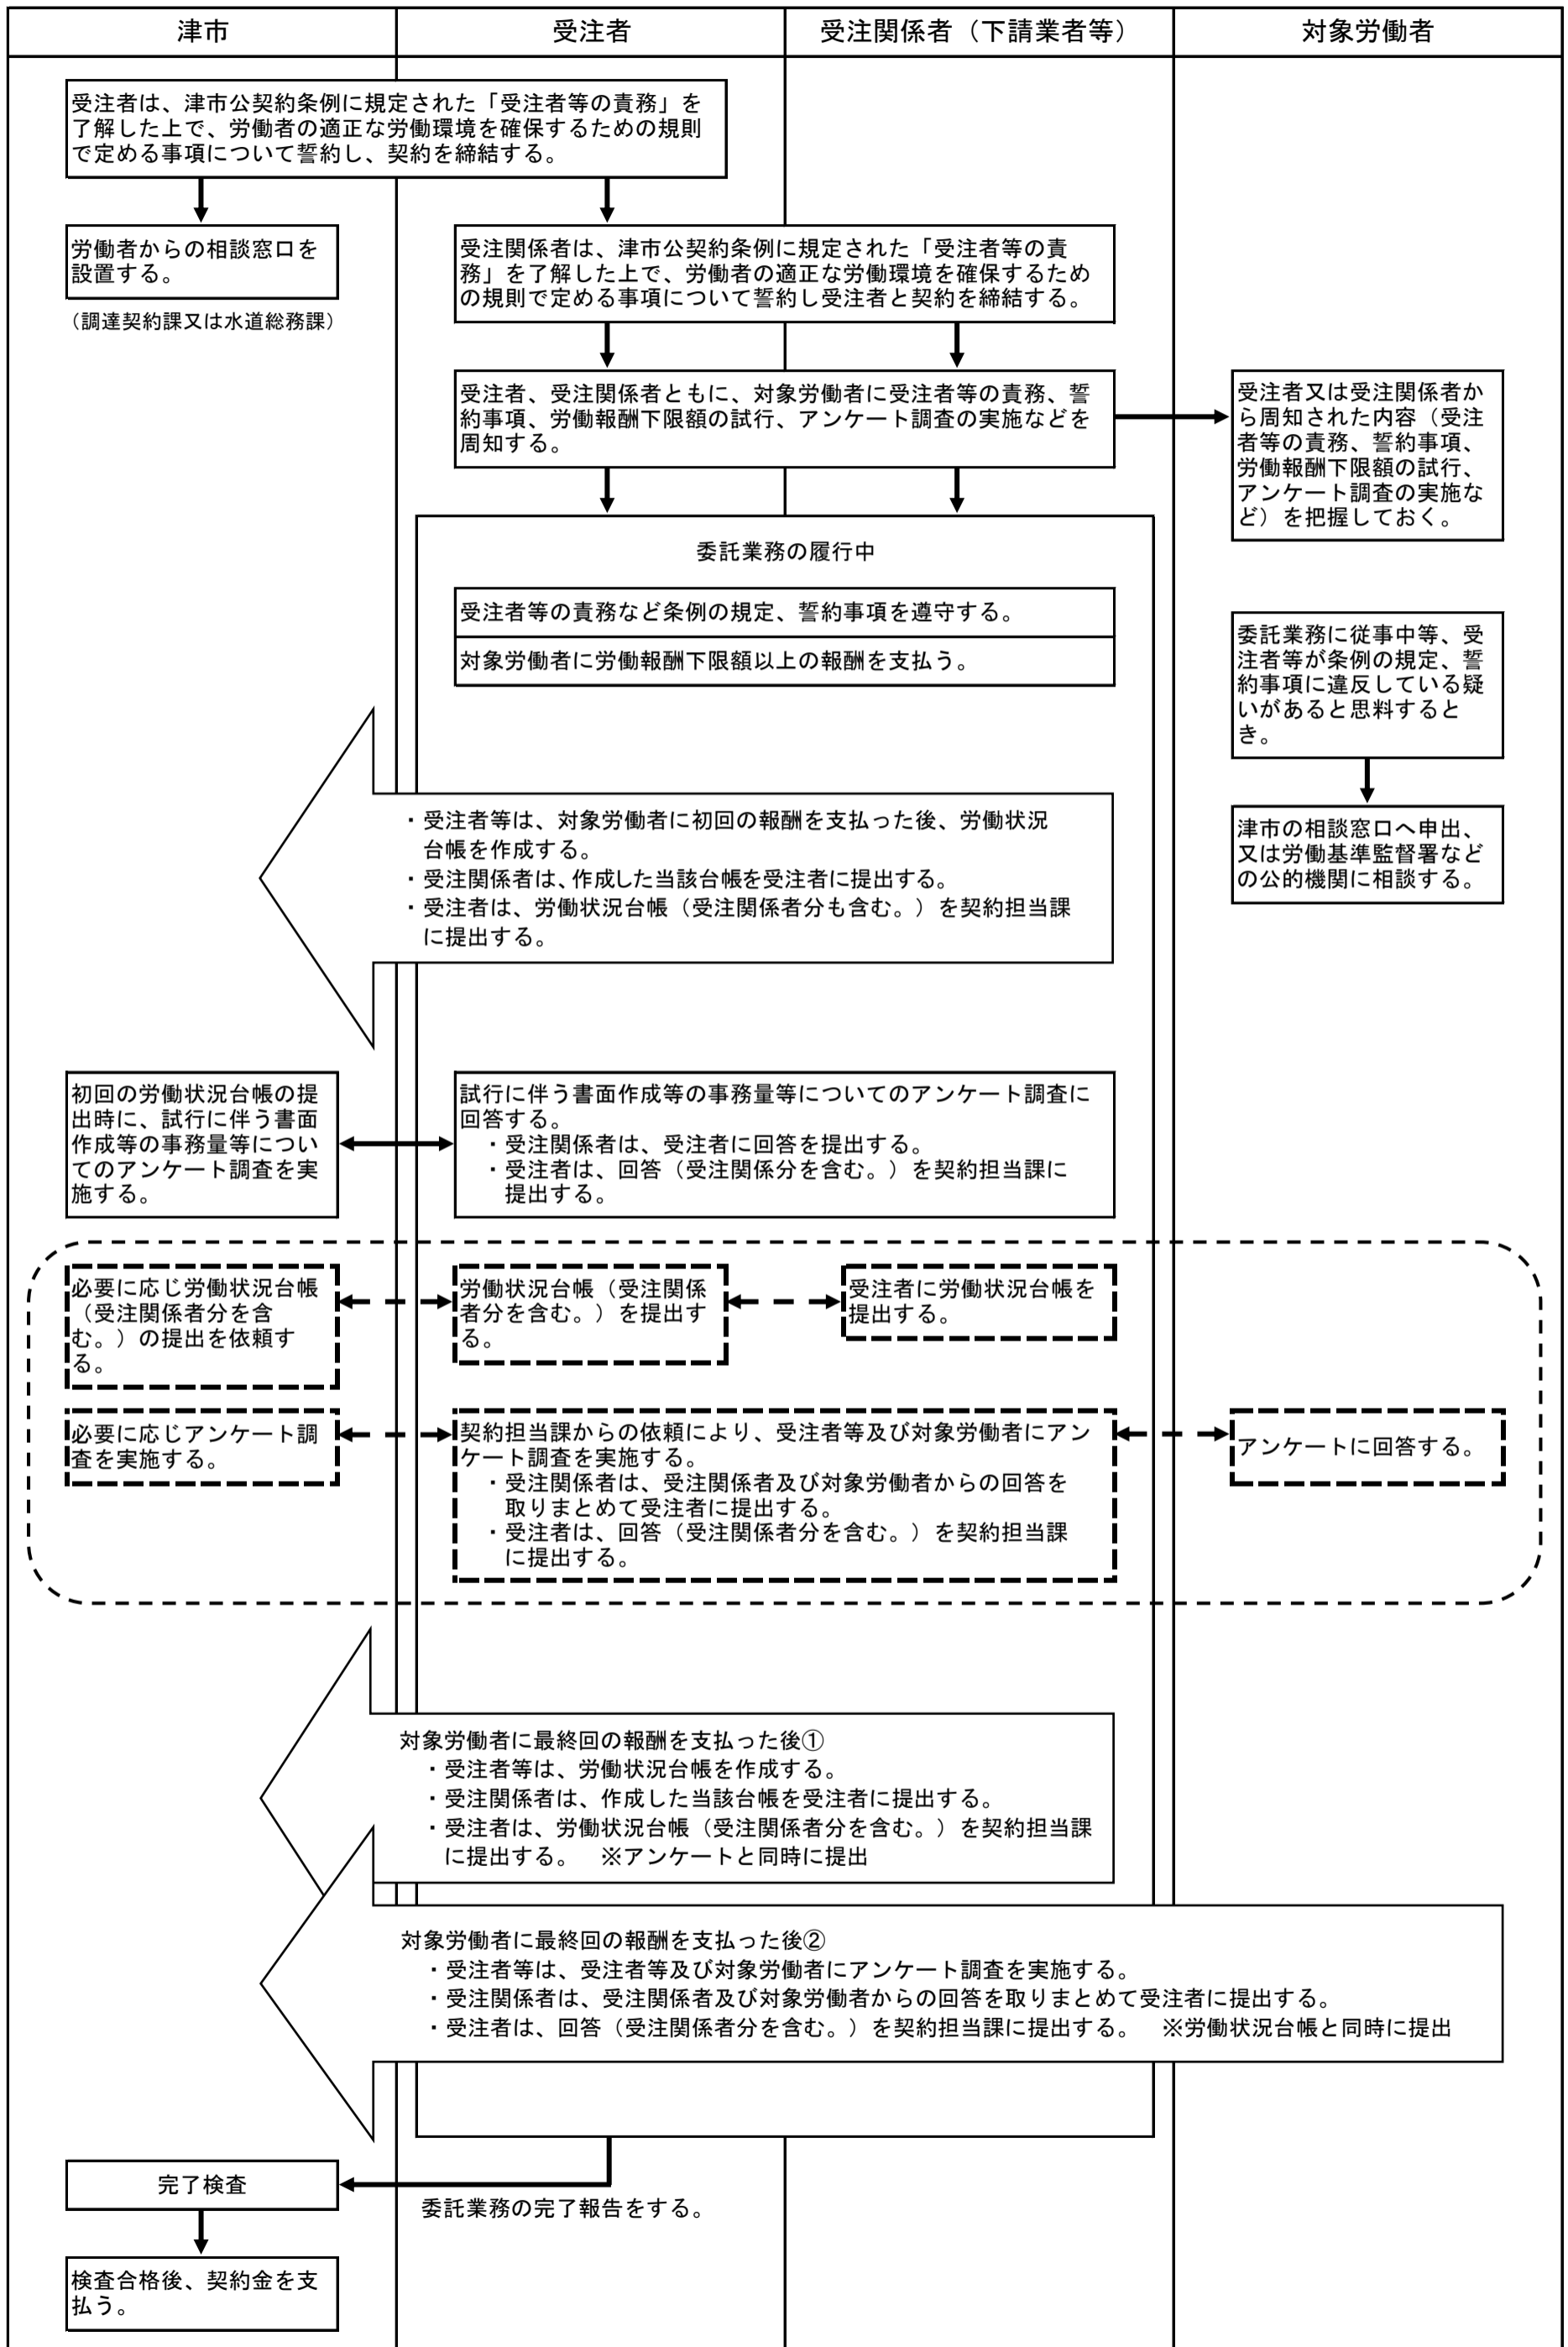 津市
受注者
受注関係者（下請業者等）
対象労働者
受注者は、津市公契約条例に規定された「受注者等の責務」を
了解した上で、労働者の適正な労働環境を確保するための規則
で定める事項について誓約し、契約を締結する。
労働者からの相談窓口を
設置する。
（調達契約課又は水道総務課）
受注関係者は、津市公契約条例に規定された「受注者等の責
務」を了解した上で、労働者の適正な労働環境を確保するため
の規則で定める事項について誓約し受注者と契約を締結する。
受注者、受注関係者ともに、対象労働者に受注者等の責務、誓
約事項、労働報酬下限額の試行、アンケート調査の実施などを
周知する。
受注者又は受注関係者か
ら周知された内容（受注
者等の責務、誓約事項、
労働報酬下限額の試行、
アンケート調査の実施な
ど）を把握しておく。
委託業務の履行中
受注者等の責務など条例の規定、誓約事項を遵守する。
対象労働者に労働報酬下限額以上の報酬を支払う。
委託業務に従事中等、受
注者等が条例の規定、誓
約事項に違反している疑
いがあると思料すると
き。
津市の相談窓口へ申出、
又は労働基準監督署など
の公的機関に相談する。
・受注者等は、対象労働者に初回の報酬を支払った後、労働状況
台帳を作成する。
・受注関係者は、作成した当該台帳を受注者に提出する。
・受注者は、労働状況台帳（受注関係者分も含む。）を契約担当課
に提出する。
初回の労働状況台帳の提
出時に、試行に伴う書面
作成等の事務量等につい
てのアンケート調査を実
施する。
試行に伴う書面作成等の事務量等についてのアンケート調査に
回答する。
・受注関係者は、受注者に回答を提出する。
・受注者は、回答（受注関係分を含む。）を契約担当課に
提出する。
必要に応じ労働状況台帳
（受注関係者分を含
む。）の提出を依頼す
る。
労働状況台帳（受注関係
者分を含む。）を提出す
る。
受注者に労働状況台帳を
提出する。
必要に応じアンケート調
査を実施する。
契約担当課からの依頼により、受注者等及び対象労働者にアン
ケート調査を実施する。
・受注関係者は、受注関係者及び対象労働者からの回答を
取りまとめて受注者に提出する。
・受注者は、回答（受注関係者分を含む。）を契約担当課
に提出する。
アンケートに回答する。
対象労働者に最終回の報酬を支払った後①
・受注者等は、労働状況台帳を作成する。
・受注関係者は、作成した当該台帳を受注者に提出する。
・受注者は、労働状況台帳（受注関係者分を含む。）を契約担当課
に提出する。　※アンケートと同時に提出
対象労働者に最終回の報酬を支払った後②
・受注者等は、受注者等及び対象労働者にアンケート調査を実施する。
・受注関係者は、受注関係者及び対象労働者からの回答を取りまとめて受注者に提出する。
・受注者は、回答（受注関係者分を含む。）を契約担当課に提出する。　※労働状況台帳と同時に提出
完了検査
委託業務の完了報告をする。
検査合格後、契約金を支
払う。